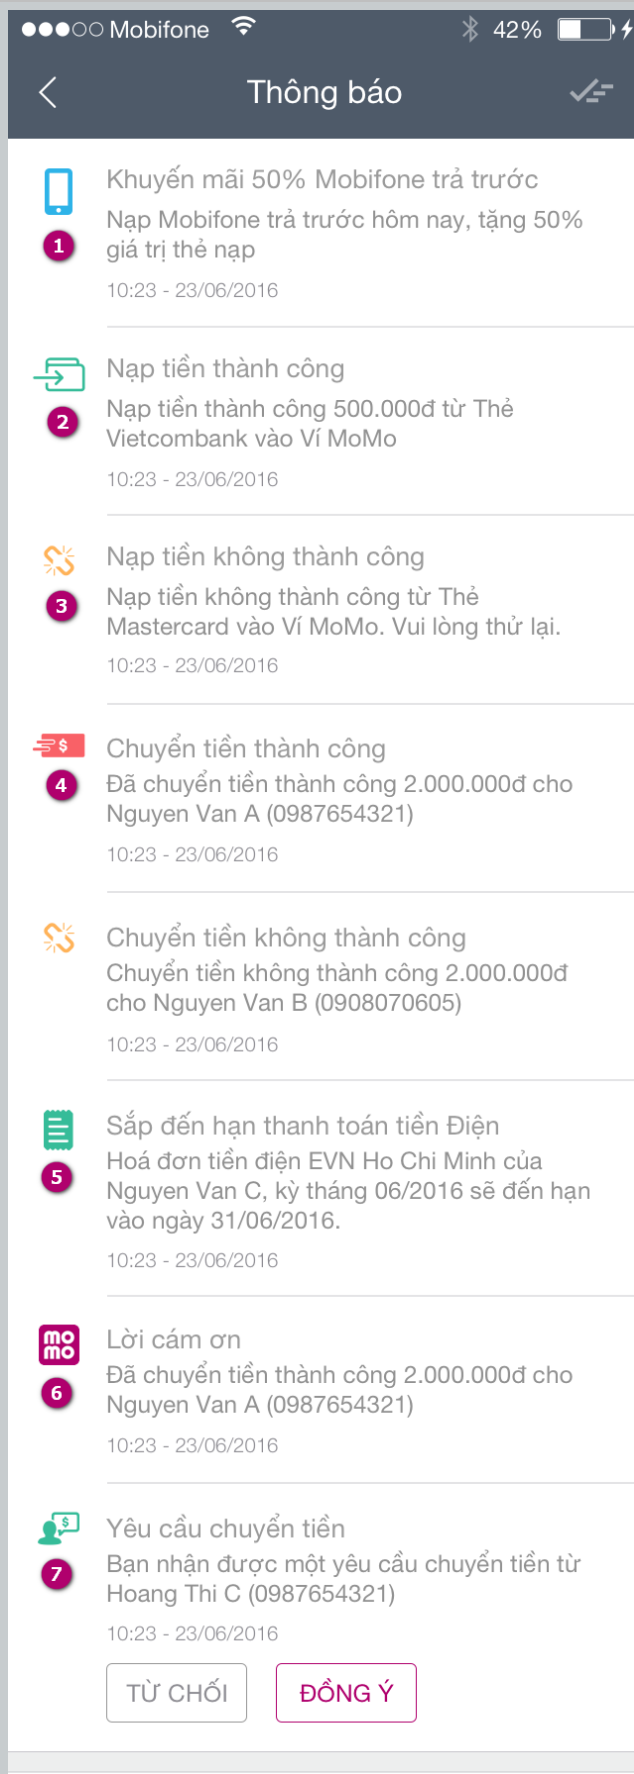 Mobifone 42%
Thông báo
Khuyến mãi 50% Mobifone trả trước
Nạp Mobifone trả trước hôm nay, tặng 50%
giá trị thẻ nạp
1
10:23 - 23/06/2016
Nạp tiền thành công
Nạp tiền thành công 500.000đ từ Thẻ
Vietcombank vào Ví MoMo
2
10:23 - 23/06/2016
Nạp tiền không thành công
Nạp tiền không thành công từ Thẻ
Mastercard vào Ví MoMo. Vui lòng thử lại.
3
10:23 - 23/06/2016
$
Chuyển tiền thành công
Đã chuyển tiền thành công 2.000.000đ cho
Nguyen Van A (0987654321)
4
10:23 - 23/06/2016
Chuyển tiền không thành công
Chuyển tiền không thành công 2.000.000đ
cho Nguyen Van B (0908070605)
10:23 - 23/06/2016
Sắp đến hạn thanh toán tiền Điện
Hoá đơn tiền điện EVN Ho Chi Minh của
Nguyen Van C, kỳ tháng 06/2016 sẽ đến hạn
vào ngày 31/06/2016.
5
10:23 - 23/06/2016
mo
mo
Lời cám ơn
Đã chuyển tiền thành công 2.000.000đ cho
Nguyen Van A (0987654321)
6
10:23 - 23/06/2016
$
Yêu cầu chuyển tiền
Bạn nhận được một yêu cầu chuyển tiền từ
Hoang Thi C (0987654321)
7
10:23 - 23/06/2016
TỪ CHỐI ĐỒNG Ý